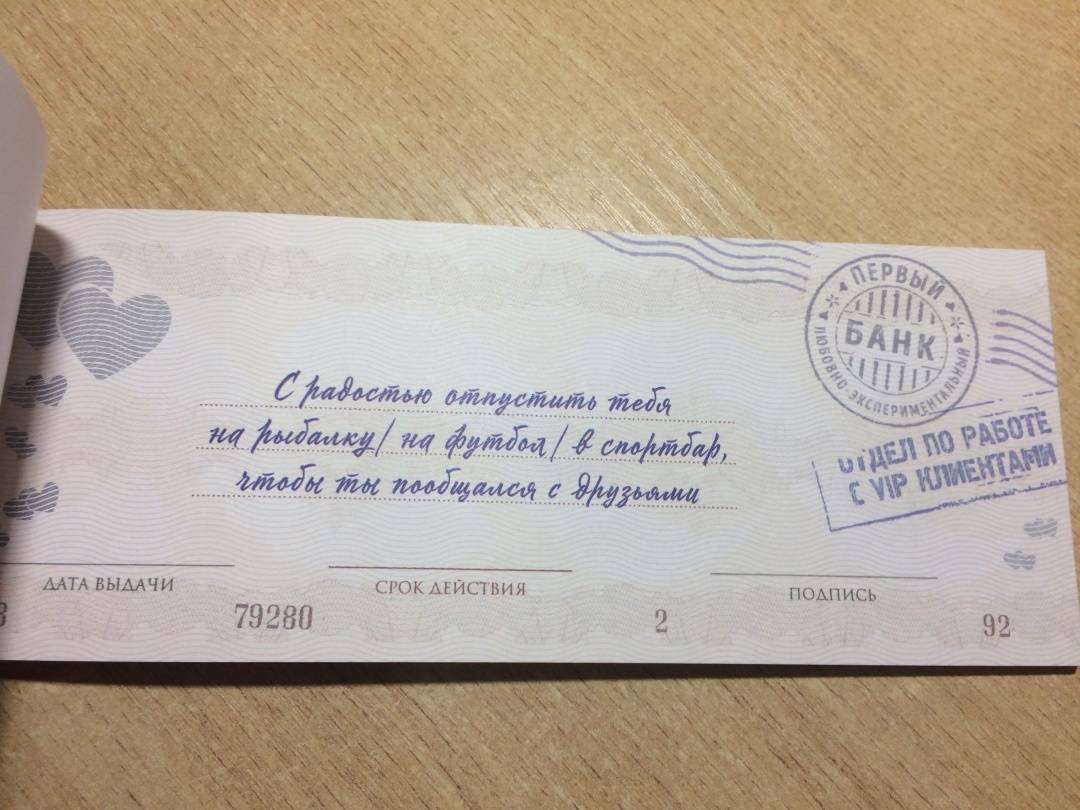 С радостью отпустить тебя
на рыбалку/ на футбол/ в спортбар,
чтобы ты пообщался с друзьями
ПЕРВЫЙ
БАНК
ЛЮБОВНО-ЭКСПЕРИМЕНТАЛЬНЫЙ
ОТДЕЛ ПО РАБОТЕ
С VIP КЛИЕНТАМИ
ДАТА ВЫДАЧИ СРОК ДЕЙСТВИЯ ПОДПИСЬ
79280 2 92